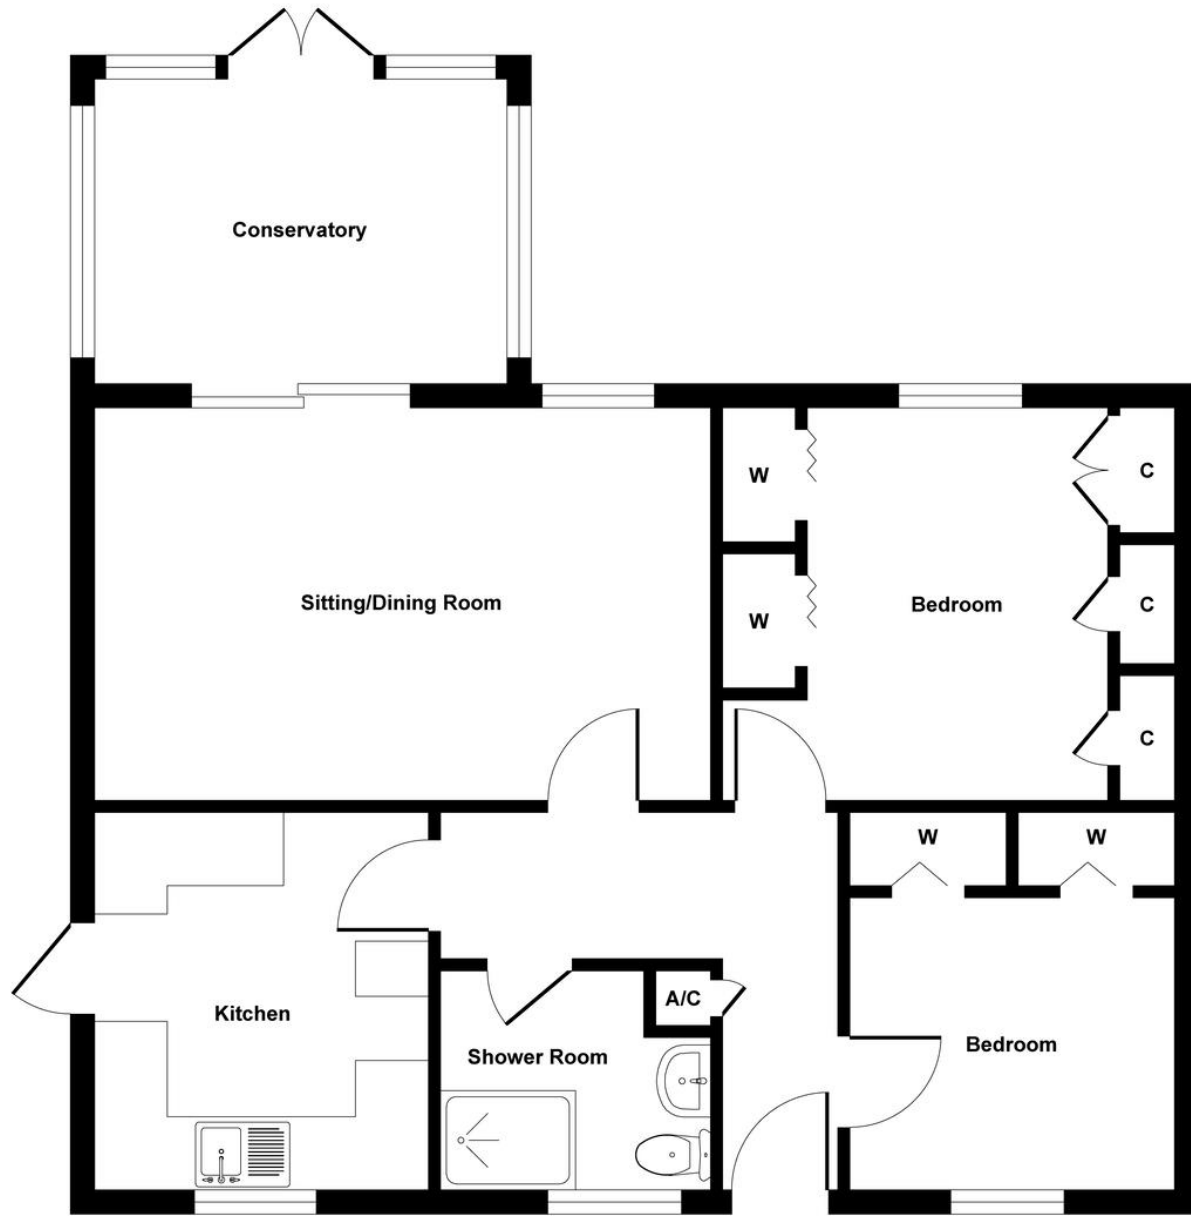 Conservatory
W
C
Sitting/Dining Room
W
Bedroom
C
C
W
W
A/C
Kitchen
Shower Room
Bedroom